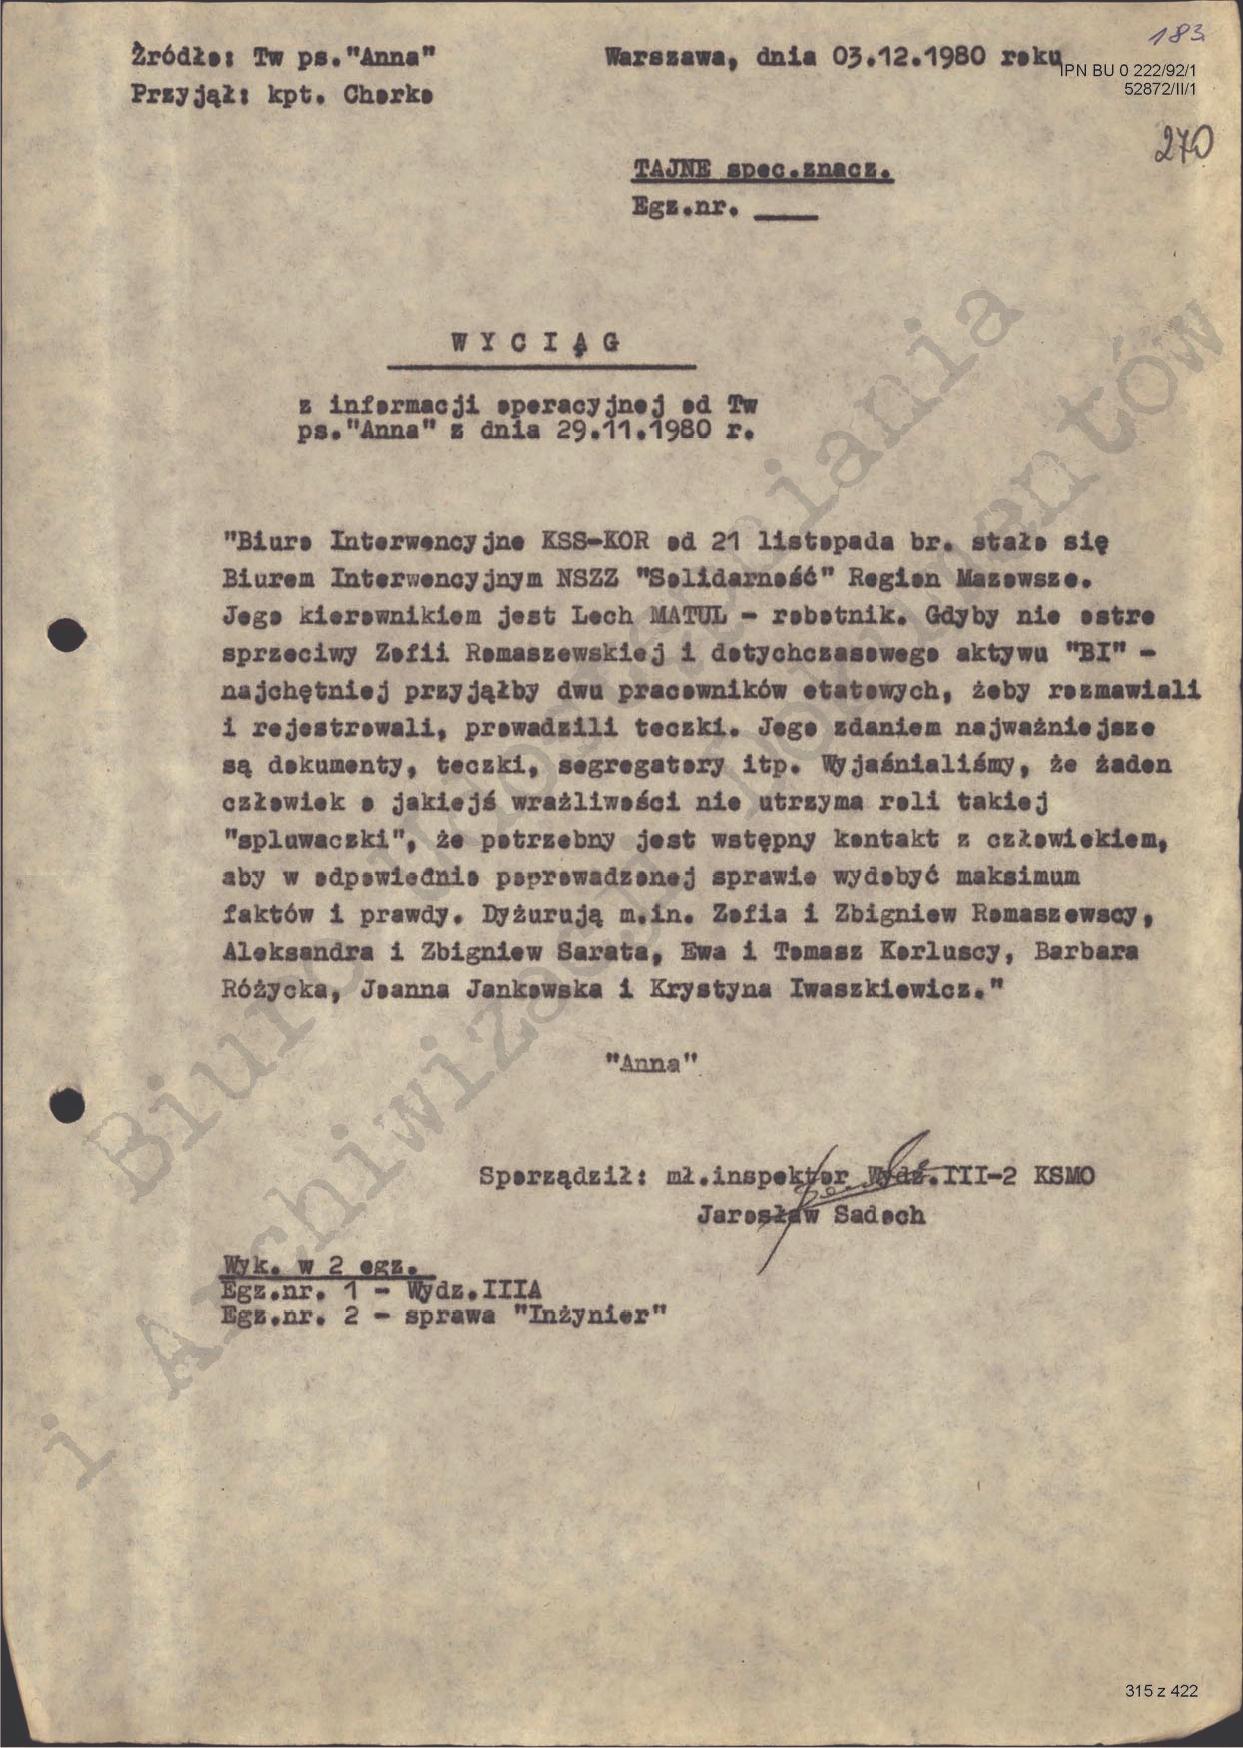 183
Źródło: Tw ps."Anna"
Warszawa, dnia 03.12.1980 roku
IPN BU 0 222/92/1
52872/II/1
Przyjął: kpt. Chorko
270
TAJNE spec.znacz.
Egz.nr. ____
W Y C I Ą G
z informacji operacyjnej od Tw
ps."Anna" z dnia 29.11.1980 r.
"Biuro Interwencyjne KSS-KOR od 21 listopada br. stało się
Biurem Interwencyjnym NSZZ "Solidarność" Region Mazowsze.
Jego kierownikiem jest Lech MATUL - robotnik. Gdyby nie ostre
sprzeciwy Zofii Romaszewskiej i dotychczasowego aktywu "BI" -
najchętniej przyjąłby dwu pracowników etatowych, żeby rozmawiali
i rejestrowali, prowadzili teczki. Jego zdaniem najważniejsze
są dokumenty, teczki, segregatory itp. Wyjaśnialiśmy, że żaden
człowiek o jakiejś wrażliwości nie utrzyma roli takiej
"spluwaczki", że potrzebny jest wstępny kontakt z człowiekiem,
aby w odpowiednio poprowadzonej sprawie wydobyć maksimum
faktów i prawdy. Dyżurują m.in. Zofia i Zbigniew Romaszewscy,
Aleksandra i Zbigniew Sarata, Ewa i Tomasz Korluscy, Barbara
Różycka, Joanna Jankowska i Krystyna Iwaszkiewicz."
"Anna"
Sporządził: mł.inspektor Wydz.III-2 KSMO
Jarosław Sadoch
Wyk. w 2 egz.
Egz.nr. 1 - Wydz.IIIA
Egz.nr. 2 - sprawa "Inżynier"
Biuro Udostępniania
i Archiwizacji Dokumentów
315 z 422